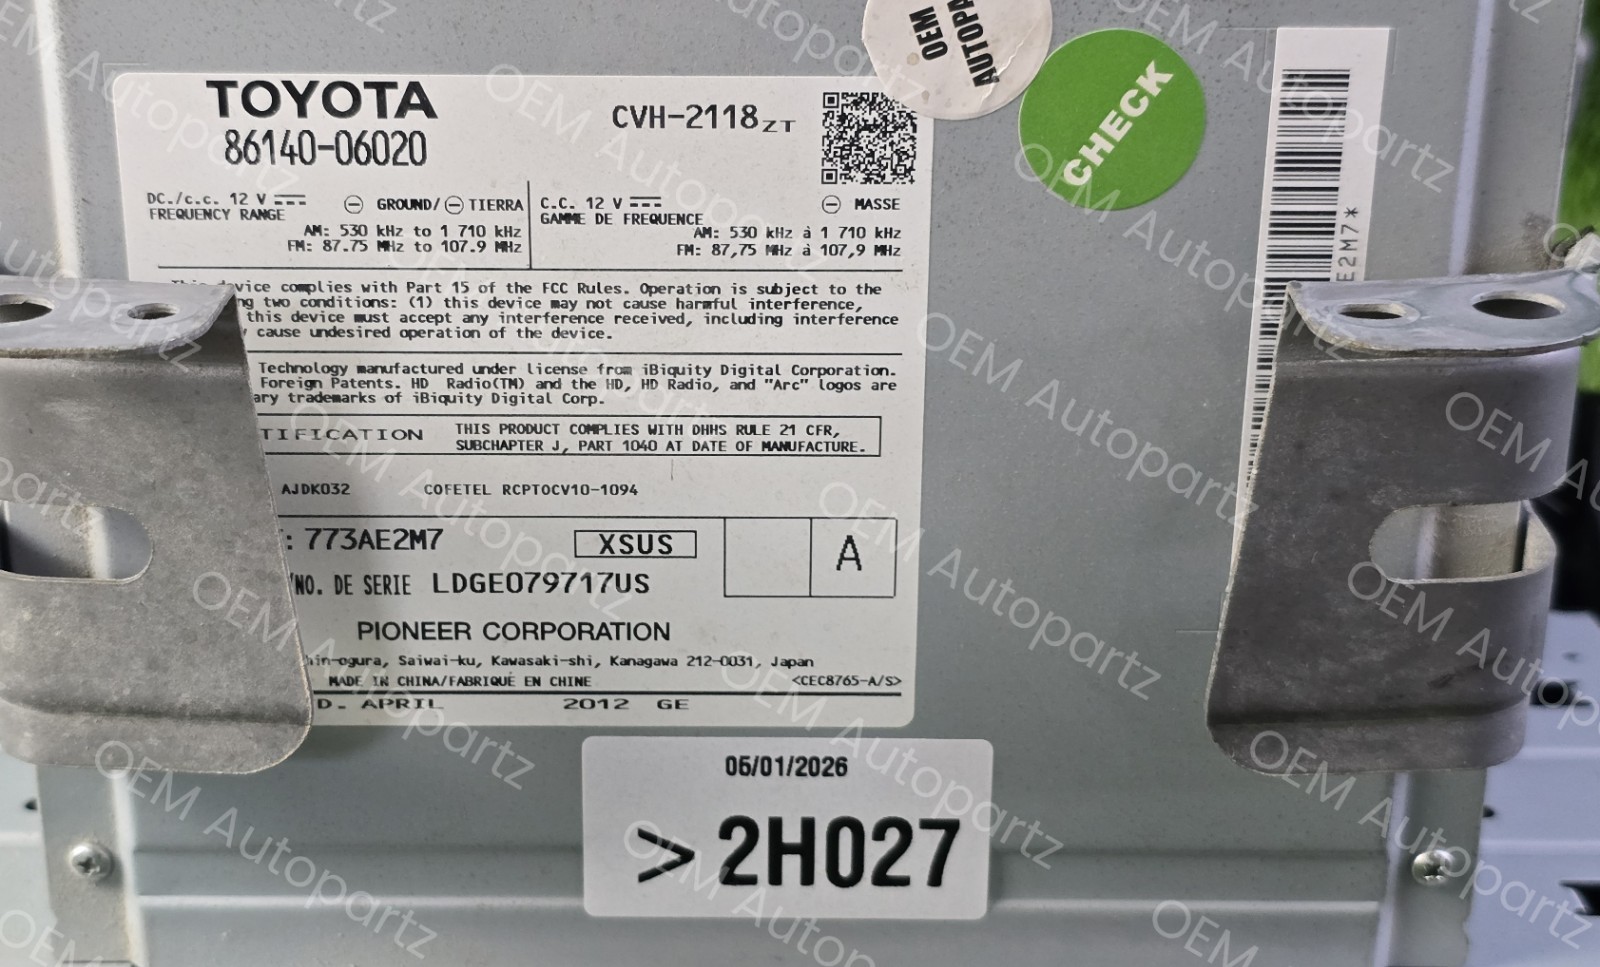 OEM
AUTOPA
CHECK
TOYOTA
86140-06020
CVH-2118ZT
DC./c.c. 12 V
GROUND/ TIERRA
FREQUENCY RANGE
AM: 530 kHz to 1 710 kHz
FM: 87.75 MHz to 107.9 MHz
C.C. 12 V
MASSE
GAMME DE FREQUENCE
AM: 530 kHz à 1 710 kHz
FM: 87,75 MHz à 107,9 MHz
This device complies with Part 15 of the FCC Rules. Operation is subject to the
ng two conditions: (1) this device may not cause harmful interference,
this device must accept any interference received, including interference
cause undesired operation of the device.
Technology manufactured under license from iBiquity Digital Corporation.
Foreign Patents. HD Radio(TM) and the HD, HD Radio, and "Arc" logos are
ary trademarks of iBiquity Digital Corp.
TIFICATION
THIS PRODUCT COMPLIES WITH DHHS RULE 21 CFR,
SUBCHAPTER J, PART 1040 AT DATE OF MANUFACTURE.
AJDK032 COFETEL RCPTOCV10-1094
: 773AE2M7
XSUS
A
/NO. DE SERIE LDGE079717US
PIONEER CORPORATION
hin-ogura, Saiwai-ku, Kawasaki-shi, Kanagawa 212-0031, Japan
MADE IN CHINA/FABRIQUÉ EN CHINE <CEC8765-A/S>
D. APRIL 2012 GE
E2M7*
05/01/2026
>2H027
OEM Autopartz